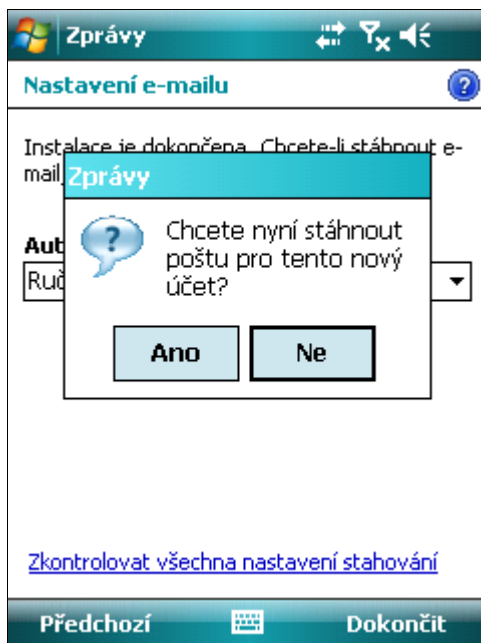 Zprávy
Nastavení e-mailu
Instalace je dokončena. Chcete-li stáhnout e-
mail
Zprávy
Chcete nyní stáhnout
poštu pro tento nový
účet?
Ano Ne
Zkontrolovat všechna nastavení stahování
Předchozí Dokončit